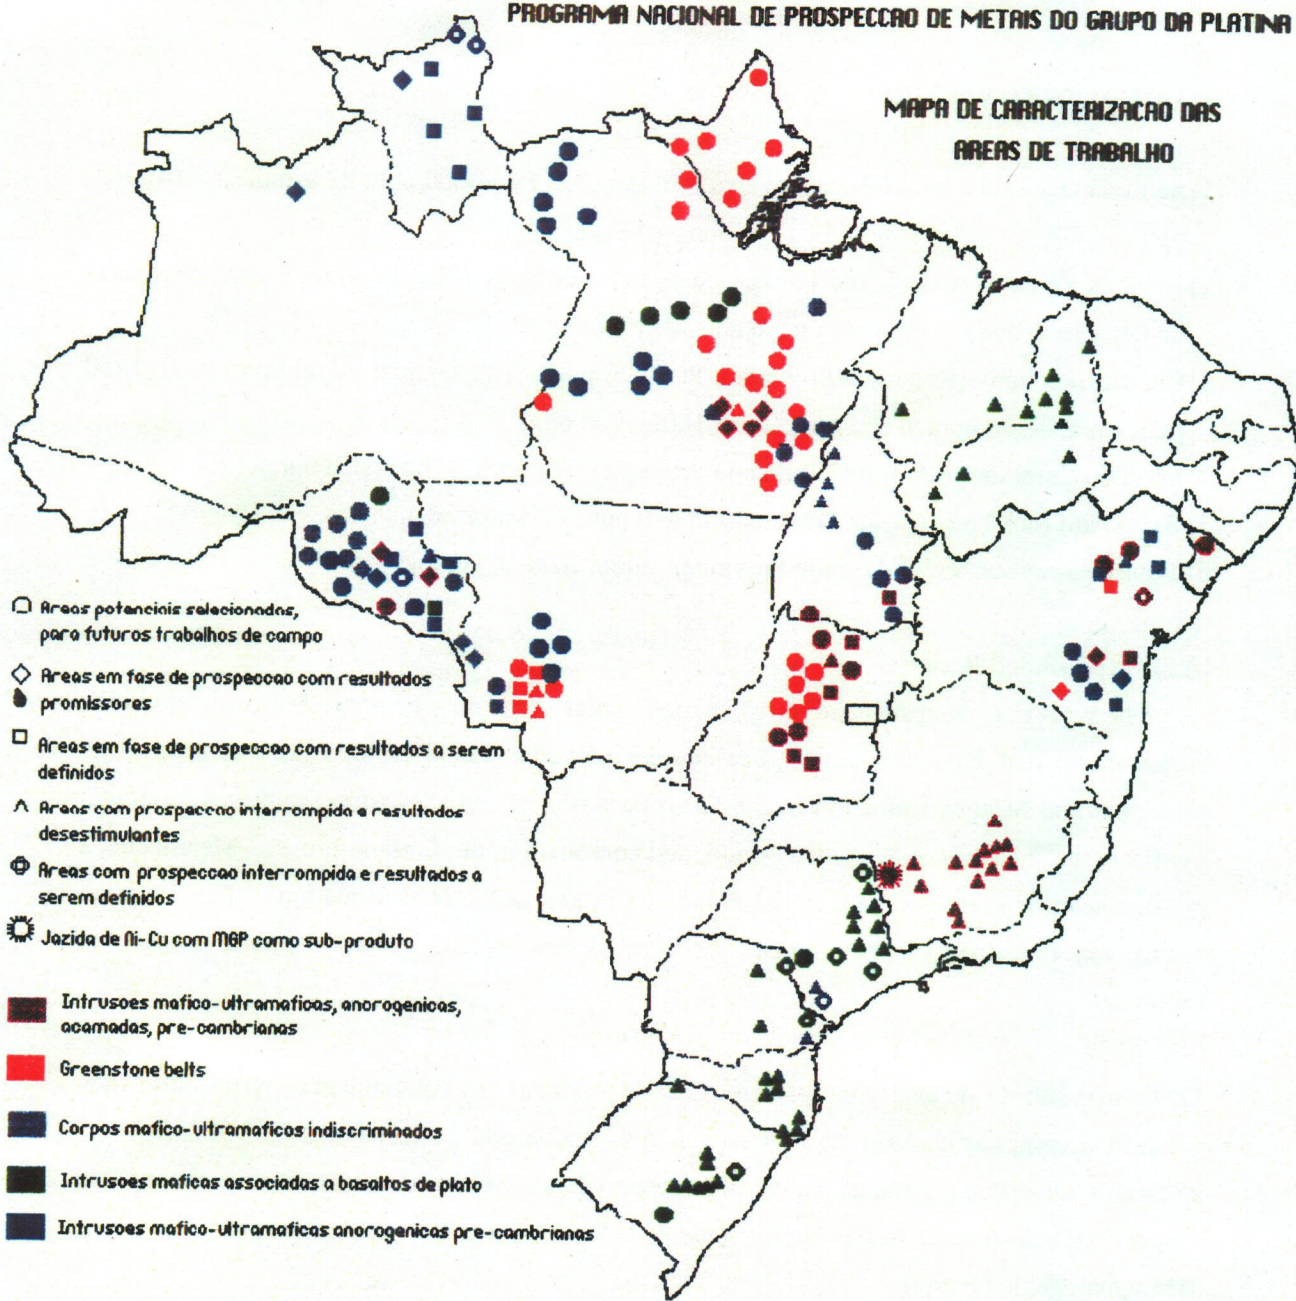 PROGRAMA NACIONAL DE PROSPECCAO DE METAIS DO GRUPO DA PLATINA
MAPA DE CARACTERIZACAO DAS
AREAS DE TRABALHO
Areas potenciais selecionadas,
para futuros trabalhos de campo
Areas em fase de prospeccao com resultados
promissores
Areas em fase de prospeccao com resultados a serem
definidos
Areas com prospeccao interrompida e resultados
desestimulantes
Areas com prospeccao interrompida e resultados a
serem definidos
Jazida de Ni-Cu com MGP como sub-produto
Intrusoes mafico-ultramaficas, anorogenicas,
acamadas, pre-cambrianas
Greenstone belts
Corpos mafico-ultramaficos indiscriminados
Intrusoes maficas associadas a basaltos de plato
Intrusoes mafico-ultramaficas anorogenicas pre-cambrianas